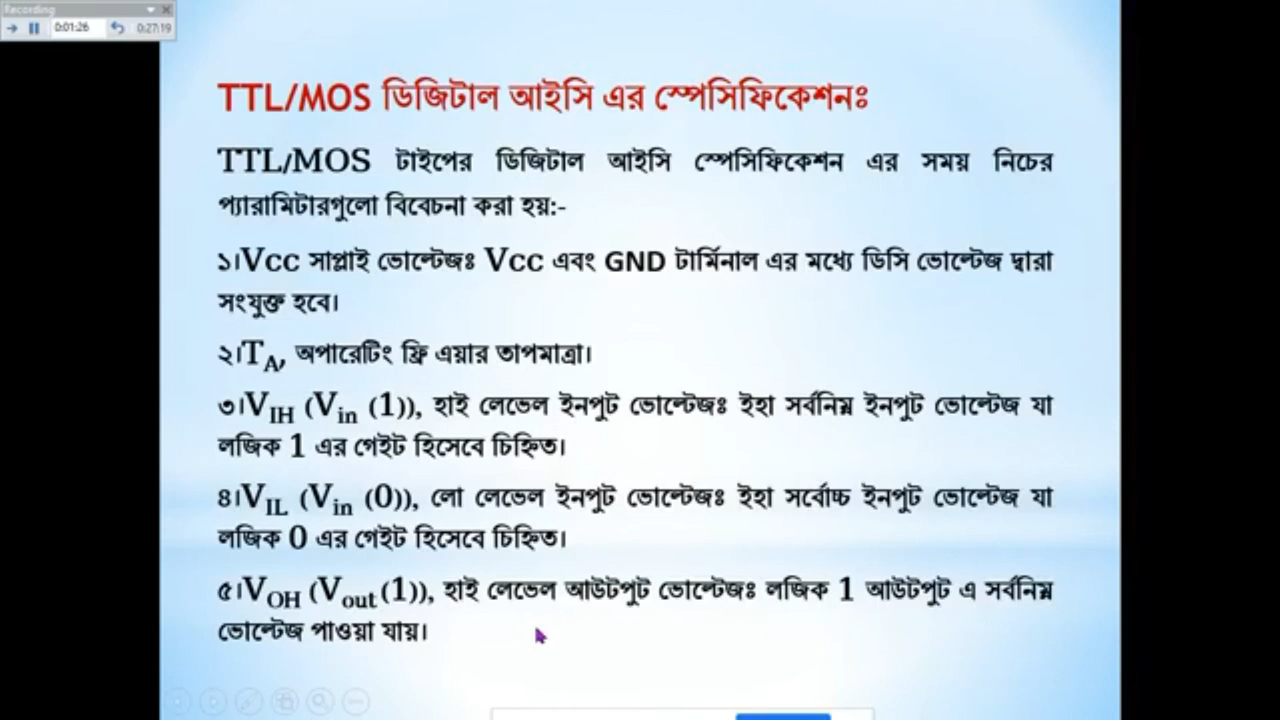 Recording
0:01:26
0:27:19
TTL/MOS ডিজিটাল আইসি এর স্পেসিফিকেশনঃ
TTL/MOS টাইপের ডিজিটাল আইসি স্পেসিফিকেশন এর সময় নিচের
প্যারামিটারগুলো বিবেচনা করা হয়:-
১।Vcc সাপ্লাই ভোল্টেজঃ Vcc এবং GND টার্মিনাল এর মধ্যে ডিসি ভোল্টেজ দ্বারা
সংযুক্ত হবে।
২।TA, অপারেটিং ফ্রি এয়ার তাপমাত্রা।
৩।VIH (Vin (1)), হাই লেভেল ইনপুট ভোল্টেজঃ ইহা সর্বনিম্ন ইনপুট ভোল্টেজ যা
লজিক 1 এর গেইট হিসেবে চিহ্নিত।
৪।VIL (Vin (0)), লো লেভেল ইনপুট ভোল্টেজঃ ইহা সর্বোচ্চ ইনপুট ভোল্টেজ যা
লজিক 0 এর গেইট হিসেবে চিহ্নিত।
৫।VOH (Vout (1)), হাই লেভেল আউটপুট ভোল্টেজঃ লজিক 1 আউটপুট এ সর্বনিম্ন
ভোল্টেজ পাওয়া যায়।